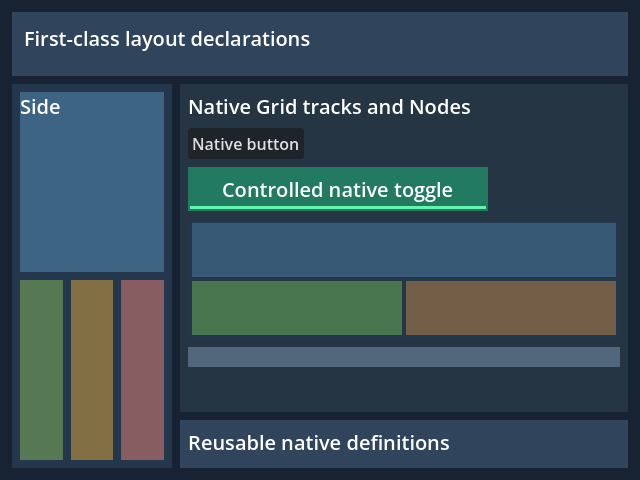 First-class layout declarations
Side
Native Grid tracks and Nodes
Native button
Controlled native toggle
Reusable native definitions